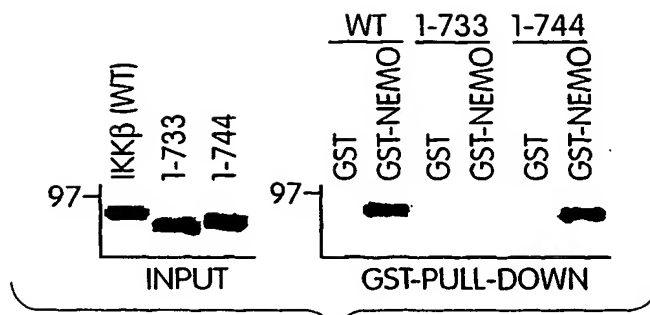 WT 1-733 1-744
IKKβ (WT) 1-733 1-744
GST GST-NEMO GST GST-NEMO GST GST-NEMO
97 97
INPUT GST-PULL-DOWN